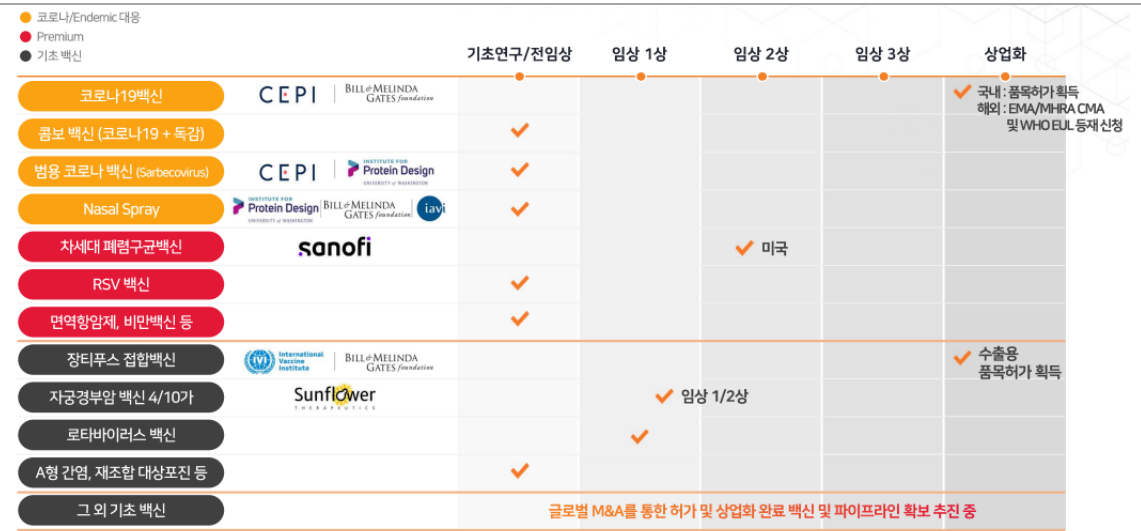 코로나/Endemic 대응
Premium
기초 백신
기초연구/전임상 임상 1상 임상 2상 임상 3상 상업화
코로나19백신 CEPI BILL & MELINDA GATES foundation 국내 : 품목허가 획득
해외 : EMA/MHRA CMA
및 WHO EUL 등재 신청
콤보 백신 (코로나19 + 독감)
범용 코로나 백신 (Sarbecovirus) CEPI INSTITUTE FOR Protein Design UNIVERSITY of WASHINGTON
Nasal Spray INSTITUTE FOR Protein Design UNIVERSITY of WASHINGTON BILL & MELINDA GATES foundation iavi
차세대 폐렴구균백신 sanofi 미국
RSV 백신
면역항암제, 비만백신 등
장티푸스 접합백신 IVI International Vaccine Institute BILL & MELINDA GATES foundation 수출용
품목허가 획득
자궁경부암 백신 4/10가 Sunflower THERAPEUTICS 임상 1/2상
로타바이러스 백신
A형 간염, 재조합 대상포진 등
그 외 기초 백신 글로벌 M&A를 통한 허가 및 상업화 완료 백신 및 파이프라인 확보 추진 중